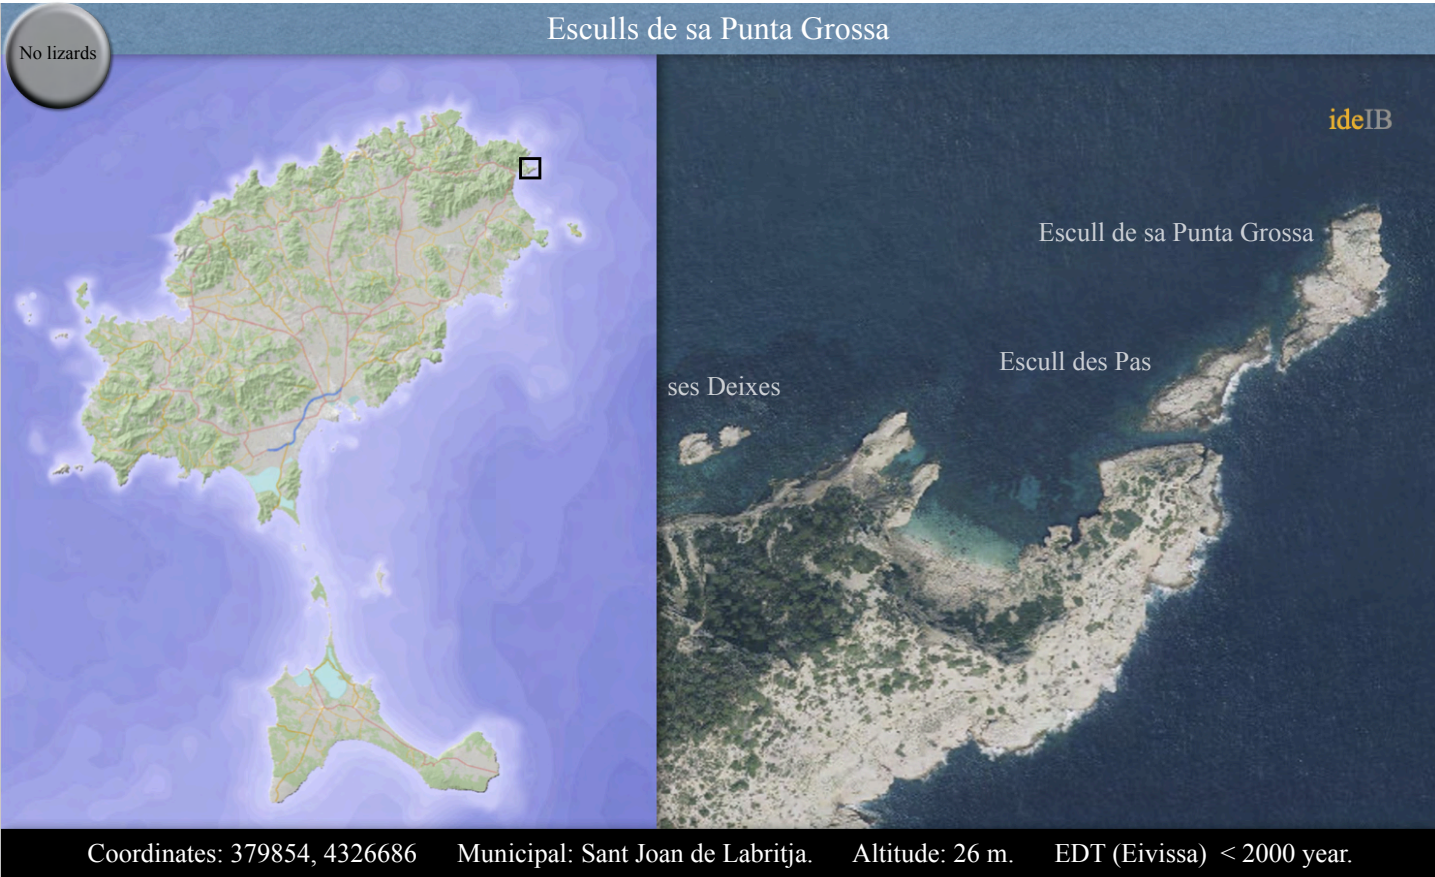 Esculls de sa Punta Grossa
No lizards
ideIB
Escull de sa Punta Grossa
Escull des Pas
ses Deixes
Coordinates: 379854, 4326686 Municipal: Sant Joan de Labritja. Altitude: 26 m. EDT (Eivissa) < 2000 year.